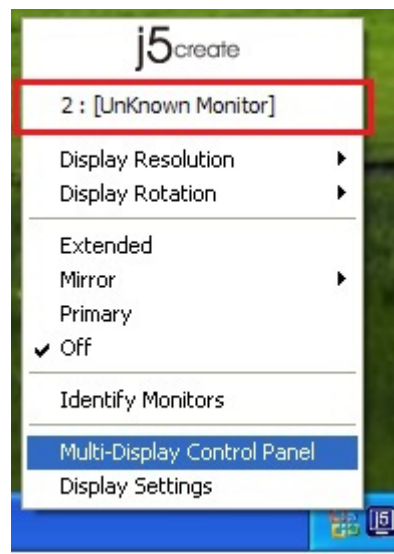 j5create
2 : [UnKnown Monitor]
Display Resolution
Display Rotation
Extended
Mirror
Primary
Off
Identify Monitors
Multi-Display Control Panel
Display Settings
j5